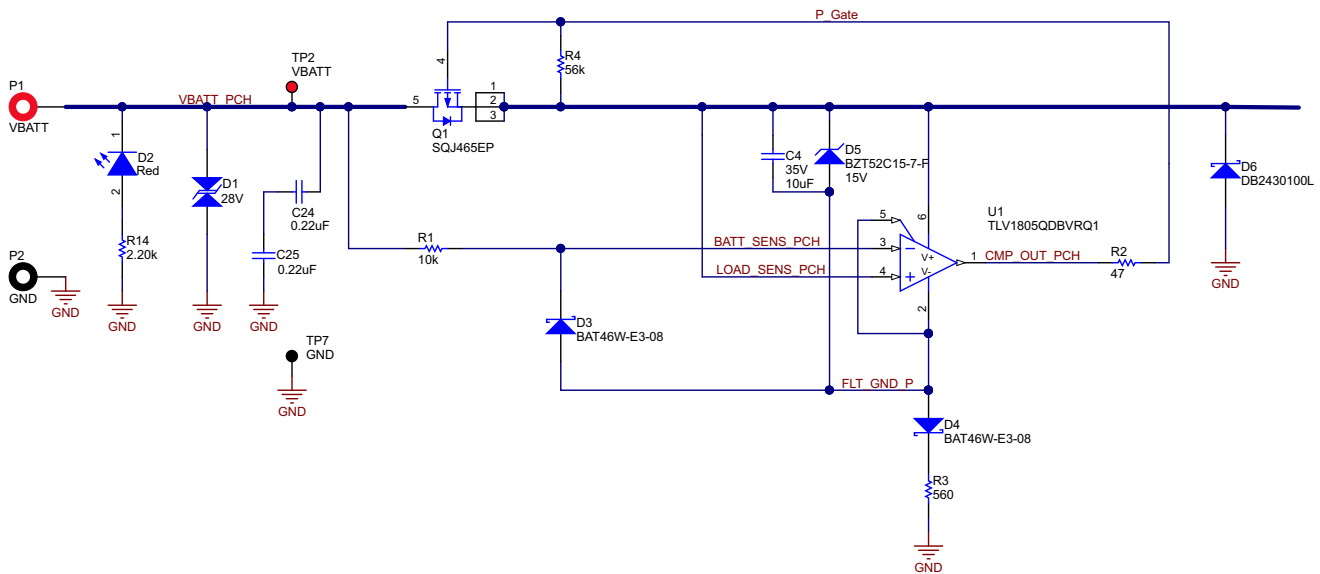 P_Gate
4
R4
56k
TP2
VBATT
P1
VBATT
VBATT_PCH
5
1
2
3
Q1
SQJ465EP
1
D2
Red
2
D1
28V
C24
0.22uF
C25
0.22uF
R14
2.20k
C4
35V
10uF
D5
BZT52C15-7-F
15V
D6
DB2430100L
U1
TLV1805QDBVRQ1
5
6
R1
10k
BATT_SENS_PCH
3
V+
LOAD_SENS_PCH
4
V-
1
CMP_OUT_PCH
R2
47
2
P2
GND
GND
GND
GND
GND
GND
D3
BAT46W-E3-08
TP7
GND
GND
FLT_GND_P
D4
BAT46W-E3-08
R3
560
GND